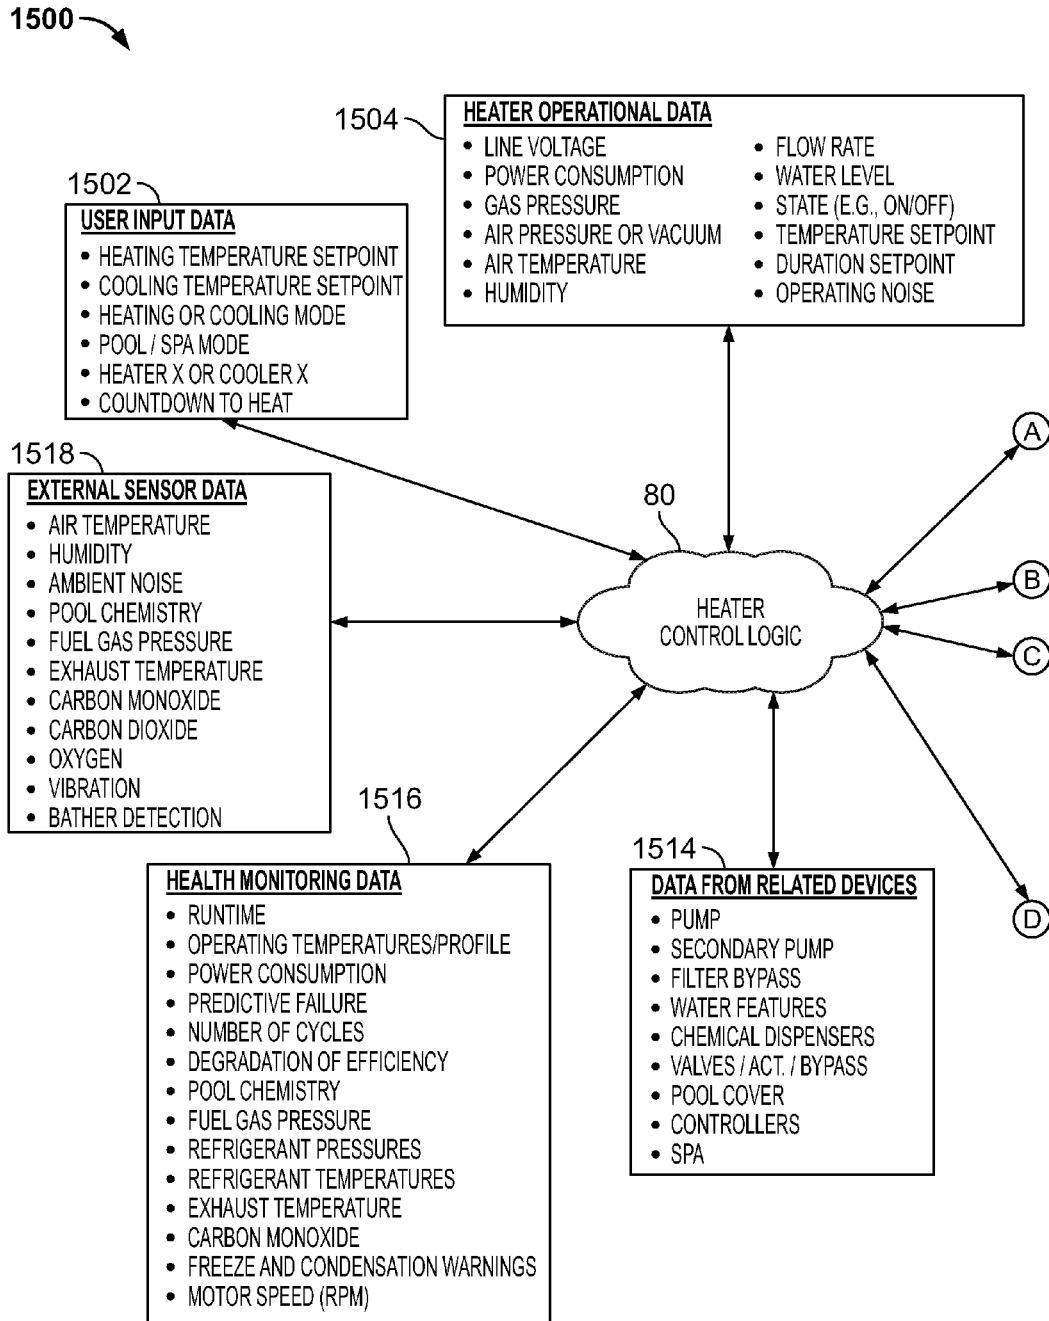 1500
1504
HEATER OPERATIONAL DATA
• LINE VOLTAGE
• POWER CONSUMPTION
• GAS PRESSURE
• AIR PRESSURE OR VACUUM
• AIR TEMPERATURE
• HUMIDITY
• FLOW RATE
• WATER LEVEL
• STATE (E.G., ON/OFF)
• TEMPERATURE SETPOINT
• DURATION SETPOINT
• OPERATING NOISE
1502
USER INPUT DATA
• HEATING TEMPERATURE SETPOINT
• COOLING TEMPERATURE SETPOINT
• HEATING OR COOLING MODE
• POOL / SPA MODE
• HEATER X OR COOLER X
• COUNTDOWN TO HEAT
1518
EXTERNAL SENSOR DATA
• AIR TEMPERATURE
• HUMIDITY
• AMBIENT NOISE
• POOL CHEMISTRY
• FUEL GAS PRESSURE
• EXHAUST TEMPERATURE
• CARBON MONOXIDE
• CARBON DIOXIDE
• OXYGEN
• VIBRATION
• BATHER DETECTION
80
HEATER
CONTROL LOGIC
A
B
C
D
1516
HEALTH MONITORING DATA
• RUNTIME
• OPERATING TEMPERATURES/PROFILE
• POWER CONSUMPTION
• PREDICTIVE FAILURE
• NUMBER OF CYCLES
• DEGRADATION OF EFFICIENCY
• POOL CHEMISTRY
• FUEL GAS PRESSURE
• REFRIGERANT PRESSURES
• REFRIGERANT TEMPERATURES
• EXHAUST TEMPERATURE
• CARBON MONOXIDE
• FREEZE AND CONDENSATION WARNINGS
• MOTOR SPEED (RPM)
1514
DATA FROM RELATED DEVICES
• PUMP
• SECONDARY PUMP
• FILTER BYPASS
• WATER FEATURES
• CHEMICAL DISPENSERS
• VALVES / ACT. / BYPASS
• POOL COVER
• CONTROLLERS
• SPA